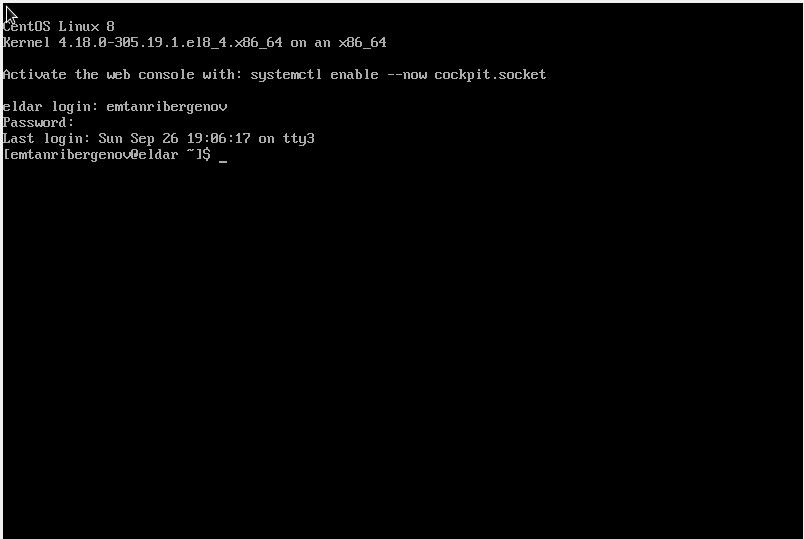 CentOS Linux 8
Kernel 4.18.0-305.19.1.el8_4.x86_64 on an x86_64
Activate the web console with: systemctl enable --now cockpit.socket
eldar login: emtanribergenov
Password:
Last login: Sun Sep 26 19:06:17 on tty3
[emtanribergenov@eldar ~]$ _